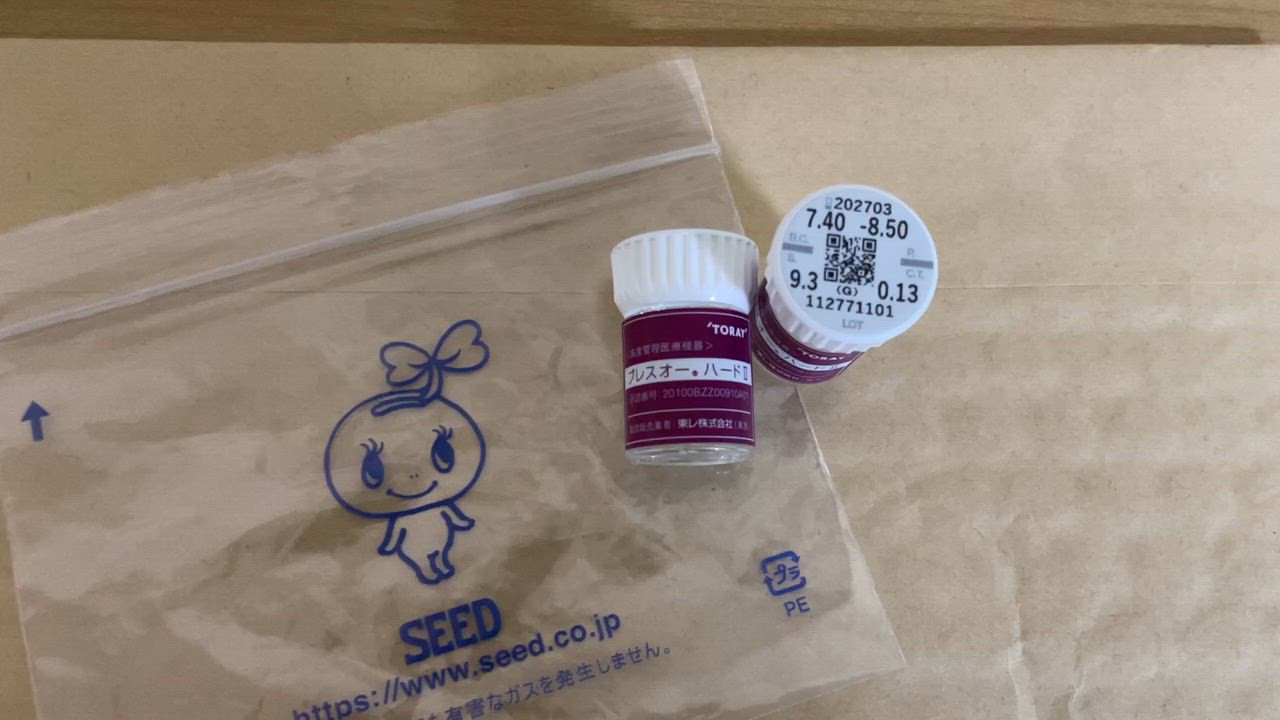 202703
7.40 -8.50
B.C. P.
S. C.T.
9.3 0.13
(G)
112771101
LOT
'TORAY'
<高度管理医療機器>
ブレスオー®ハードⅡ
承認番号:20100BZZ00910A01
製造販売業者 東レ株式会社
'TORAY'
SEED
https://www.seed.co.jp
有害なガスを発生しません。
プラ
PE